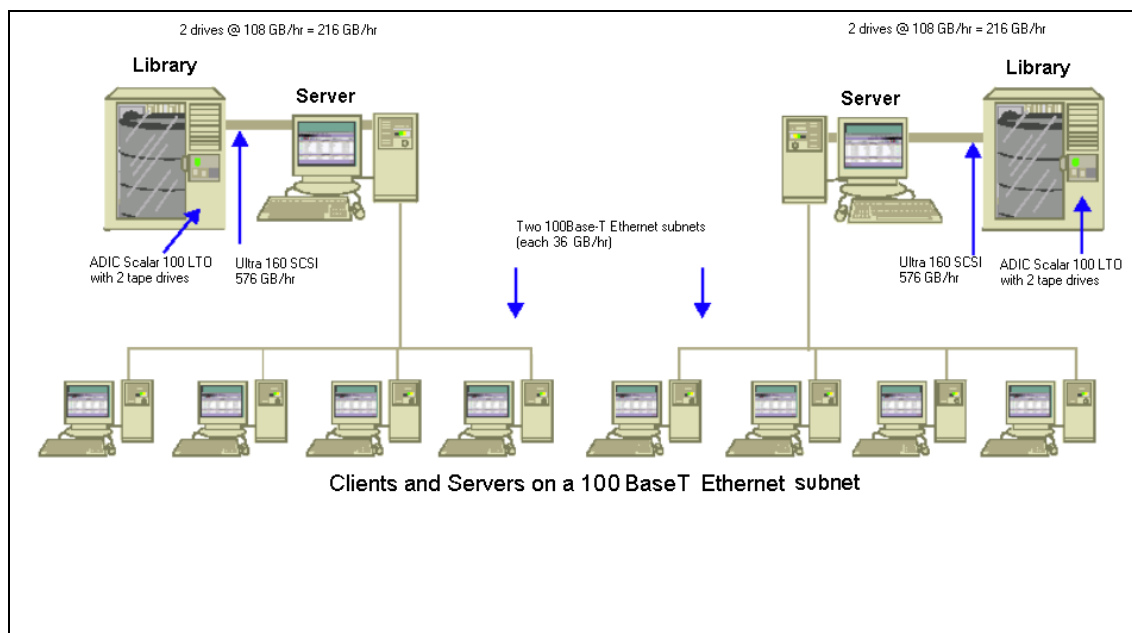 2 drives @ 108 GB/hr = 216 GB/hr
2 drives @ 108 GB/hr = 216 GB/hr
Library
Server
Server
Library
Two 100Base-T Ethernet subnets
(each 36 GB/hr)
ADIC Scalar 100 LTO
with 2 tape drives
Ultra 160 SCSI
576 GB/hr
Ultra 160 SCSI
576 GB/hr
ADIC Scalar 100 LTO
with 2 tape drives
Clients and Servers on a 100 BaseT Ethernet subnet